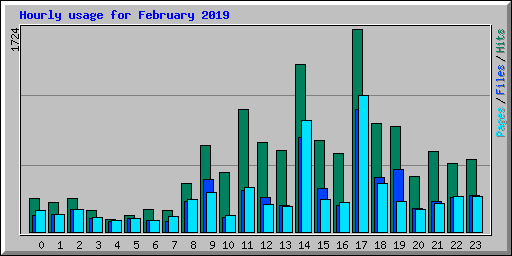 Hourly usage for February 2019
1724
Pages/Files/Hits
0 1 2 3 4 5 6 7 8 9 10 11 12 13 14 15 16 17 18 19 20 21 22 23